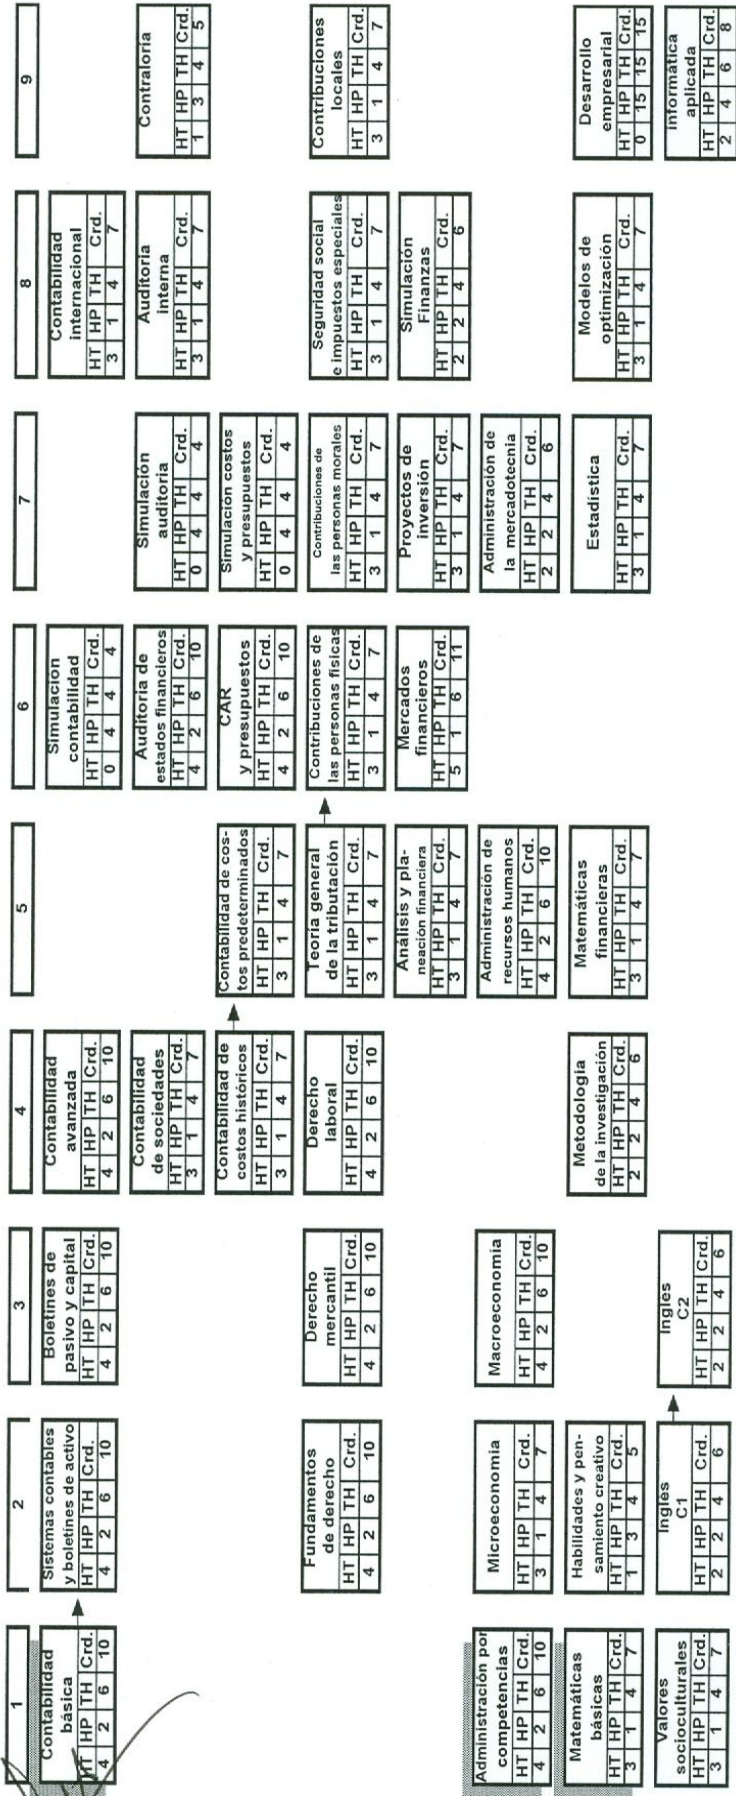 1
Contabilidad
básica
HT HP TH Crd.
4 2 6 10
Administración por
competencias
HT HP TH Crd.
4 2 6 10
Matemáticas
básicas
HT HP TH Crd.
3 1 4 7
Valores
socioculturales
HT HP TH Crd.
3 1 4 7
2
Sistemas contables
y boletines de activo
HT HP TH Crd.
4 2 6 10
Fundamentos
de derecho
HT HP TH Crd.
4 2 6 10
Microeconomia
HT HP TH Crd.
3 1 4 7
Habilidades y pen-
samiento creativo
HT HP TH Crd.
1 3 4 5
Ingles
C1
HT HP TH Crd.
2 2 4 6
3
Boletines de
pasivo y capital
HT HP TH Crd.
4 2 6 10
Derecho
mercantil
HT HP TH Crd.
4 2 6 10
Macroeconomia
HT HP TH Crd.
4 2 6 10
Ingles
C2
HT HP TH Crd.
2 2 4 6
4
Contabilidad
avanzada
HT HP TH Crd.
4 2 6 10
Contabilidad
de sociedades
HT HP TH Crd.
3 1 4 7
Contabilidad de
costos históricos
HT HP TH Crd.
3 1 4 7
Derecho
laboral
HT HP TH Crd.
4 2 6 10
Metodologia
de la investigación
HT HP TH Crd.
2 2 4 6
5
Contabilidad de cos-
tos predeterminados
HT HP TH Crd.
3 1 4 7
Teoría general
de la tributación
HT HP TH Crd.
3 1 4 7
Análisis y pla-
neación financiera
HT HP TH Crd.
3 1 4 7
Administración de
recursos humanos
HT HP TH Crd.
4 2 6 10
Matemáticas
financieras
HT HP TH Crd.
3 1 4 7
6
Simulacion
contabilidad
HT HP TH Crd.
0 4 4 4
Auditoria de
estados financieros
HT HP TH Crd.
4 2 6 10
CAR
y presupuestos
HT HP TH Crd.
4 2 6 10
Contribuciones de
las personas fisicas
HT HP TH Crd.
3 1 4 7
Mercados
financieros
HT HP TH Crd.
5 1 6 11
7
Simulación
auditoria
HT HP TH Crd.
0 4 4 4
Simulación costos
y presupuestos
HT HP TH Crd.
0 4 4 4
Contribuciones de
las personas morales
HT HP TH Crd.
3 1 4 7
Proyectos de
inversión
HT HP TH Crd.
3 1 4 7
Administración de
la mercadotecnia
HT HP TH Crd.
2 2 4 6
Estadística
HT HP TH Crd.
3 1 4 7
8
Contabilidad
internacional
HT HP TH Crd.
3 1 4 7
Auditoria
interna
HT HP TH Crd.
3 1 4 7
Seguridad social
e impuestos especiales
HT HP TH Crd.
3 1 4 7
Simulación
Finanzas
HT HP TH Crd.
2 2 4 6
Modelos de
optimización
HT HP TH Crd.
3 1 4 7
9
Contraloría
HT HP TH Crd.
1 3 4 5
Contribuciones
locales
HT HP TH Crd.
3 1 4 7
Desarrollo
empresarial
HT HP TH Crd.
0 15 15 15
informática
aplicada
HT HP TH Crd.
2 4 6 8